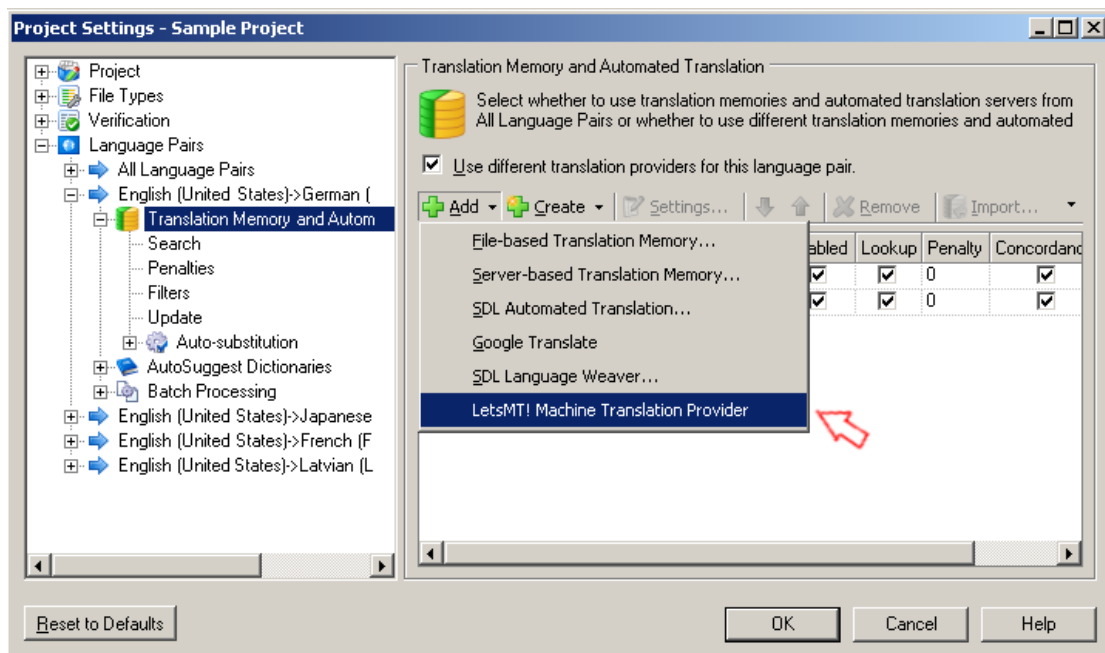 Project Settings - Sample Project
Project
File Types
Verification
Language Pairs
All Language Pairs
English (United States)->German (
Translation Memory and Autom
Search
Penalties
Filters
Update
Auto-substitution
AutoSuggest Dictionaries
Batch Processing
English (United States)->Japanese
English (United States)->French (F
English (United States)->Latvian (L
Translation Memory and Automated Translation
Select whether to use translation memories and automated translation servers from
All Language Pairs or whether to use different translation memories and automated
Use different translation providers for this language pair.
Add Create Settings... Remove Import...
File-based Translation Memory...
Server-based Translation Memory...
SDL Automated Translation...
Google Translate
SDL Language Weaver...
LetsMT! Machine Translation Provider
abled Lookup Penalty Concordanc
0
0
Reset to Defaults
OK Cancel Help